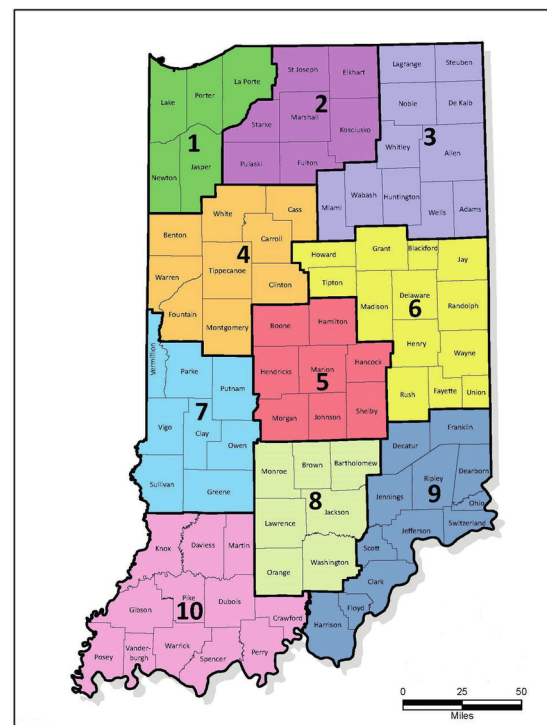 St Joseph
Elkhart
Lagrange
Steuben
La Porte
Porter
Lake
Noble
De Kalb
2
Starke
Marshall
Kosciusko
1
3
Whitley
Allen
Newton
Jasper
Pulaski
Fulton
Miami
Wabash
Huntington
Wells
Adams
White
Cass
Benton
Carroll
4
Howard
Grant
Blackford
Jay
Warren
Tippecanoe
Clinton
Tipton
Madison
Delaware
Randolph
6
Fountain
Montgomery
Boone
Hamilton
Henry
Wayne
Vermillion
Parke
Putnam
Hendricks
Marion
Hancock
5
Rush
Fayette
Union
7
Vigo
Clay
Owen
Morgan
Johnson
Shelby
Decatur
Franklin
Sullivan
Greene
Monroe
Brown
Bartholomew
Ripley
Dearborn
8
9
Jennings
Ohio
Lawrence
Jackson
Jefferson
Switzerland
Knox
Daviess
Martin
Scott
Orange
Washington
Clark
Gibson
Pike
Dubois
10
Crawford
Floyd
Harrison
Posey
Vander-
burgh
Warrick
Spencer
Perry
0 25 50
Miles